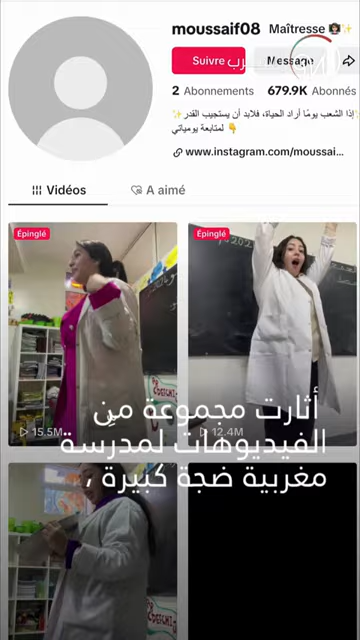 moussaif08 Maîtresse 👩🏻‍🏫✨
Suivre
Message
2 Abonnements 679.9K Abonnés
✨إذا الشعب يومًا أراد الحياة، فلابد أن يستجيب القدر✨
لمتابعة يومياتي 👇
www.instagram.com/moussai...
Vidéos
A aimé
Épinglé
Épinglé
15.5M
12.4M
أثارت مجموعة من
الفيديوهات لمدرسة
مغربية ضجة كبيرة ،